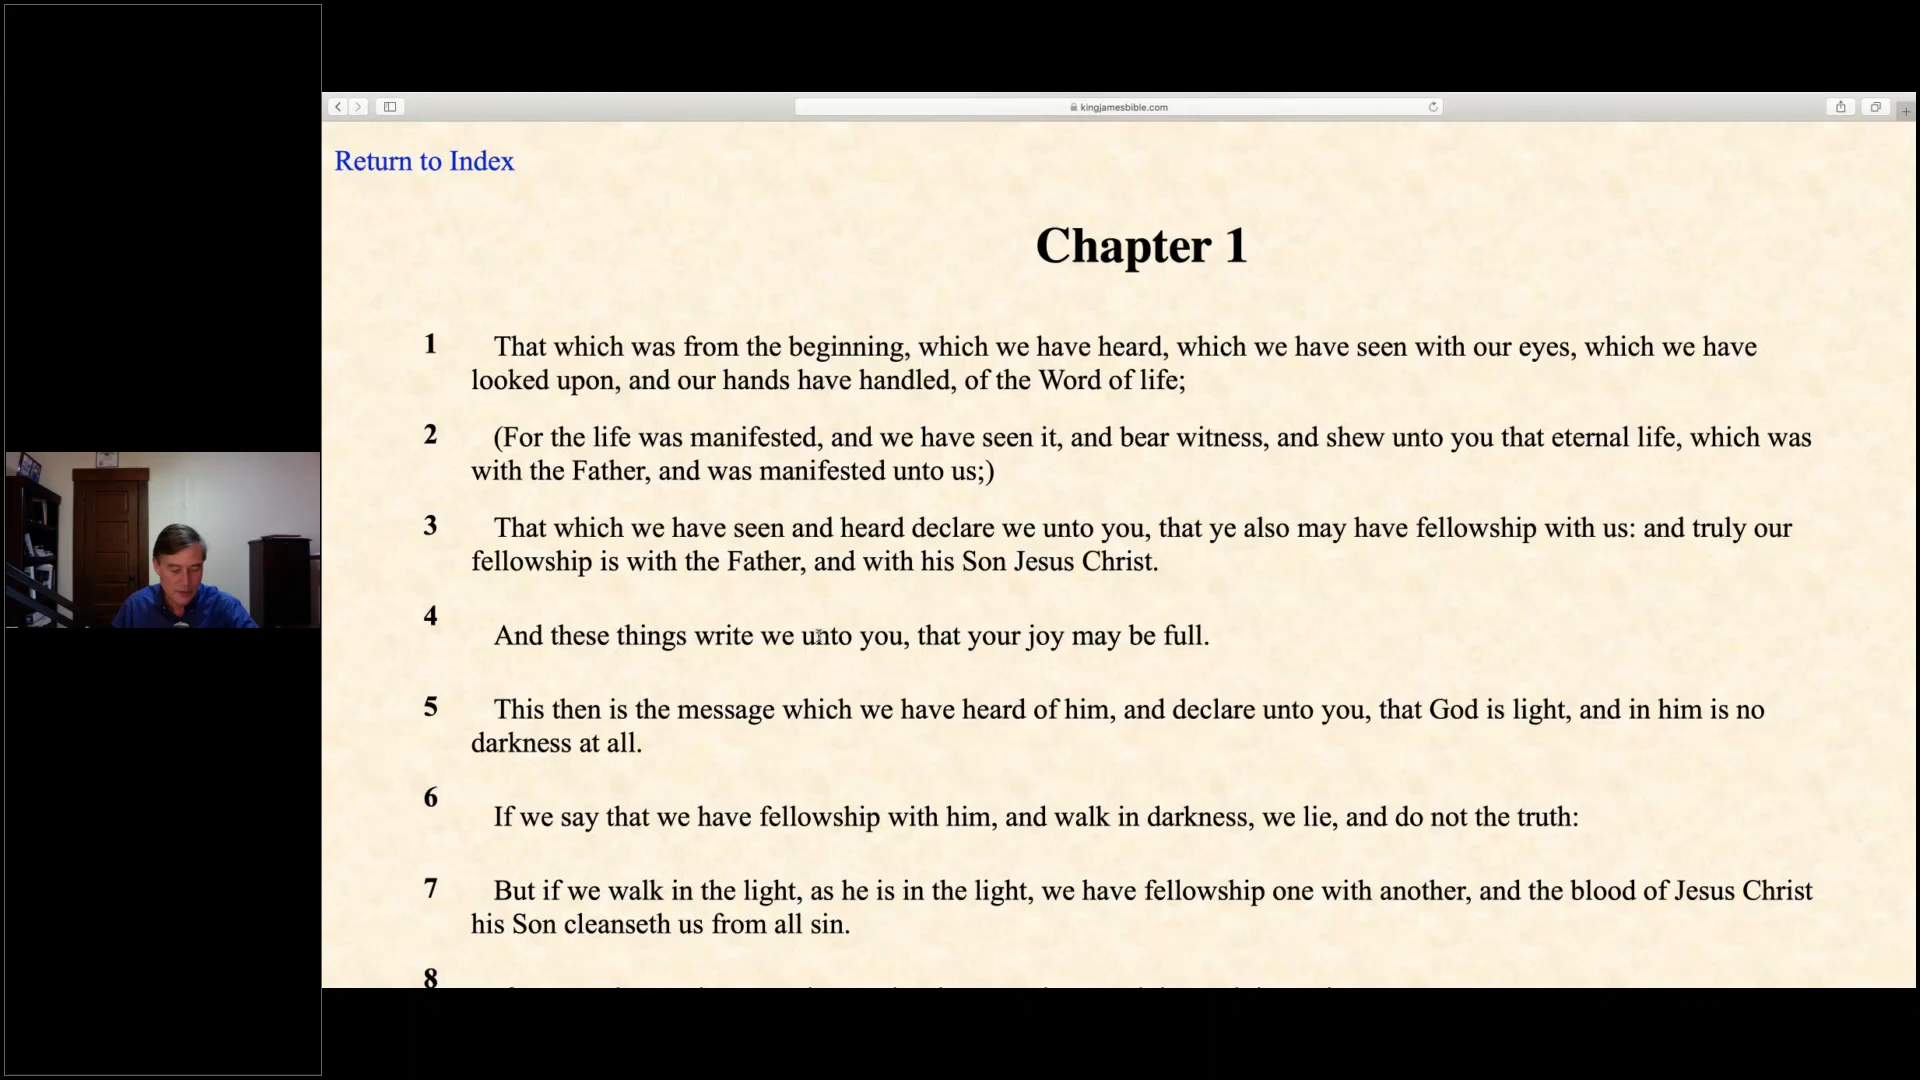 kingjamesbible.com
Return to Index
Chapter 1
1 That which was from the beginning, which we have heard, which we have seen with our eyes, which we have
looked upon, and our hands have handled, of the Word of life;
2 (For the life was manifested, and we have seen it, and bear witness, and shew unto you that eternal life, which was
with the Father, and was manifested unto us;)
3 That which we have seen and heard declare we unto you, that ye also may have fellowship with us: and truly our
fellowship is with the Father, and with his Son Jesus Christ.
4 And these things write we unto you, that your joy may be full.
5 This then is the message which we have heard of him, and declare unto you, that God is light, and in him is no
darkness at all.
6 If we say that we have fellowship with him, and walk in darkness, we lie, and do not the truth:
7 But if we walk in the light, as he is in the light, we have fellowship one with another, and the blood of Jesus Christ
his Son cleanseth us from all sin.
8